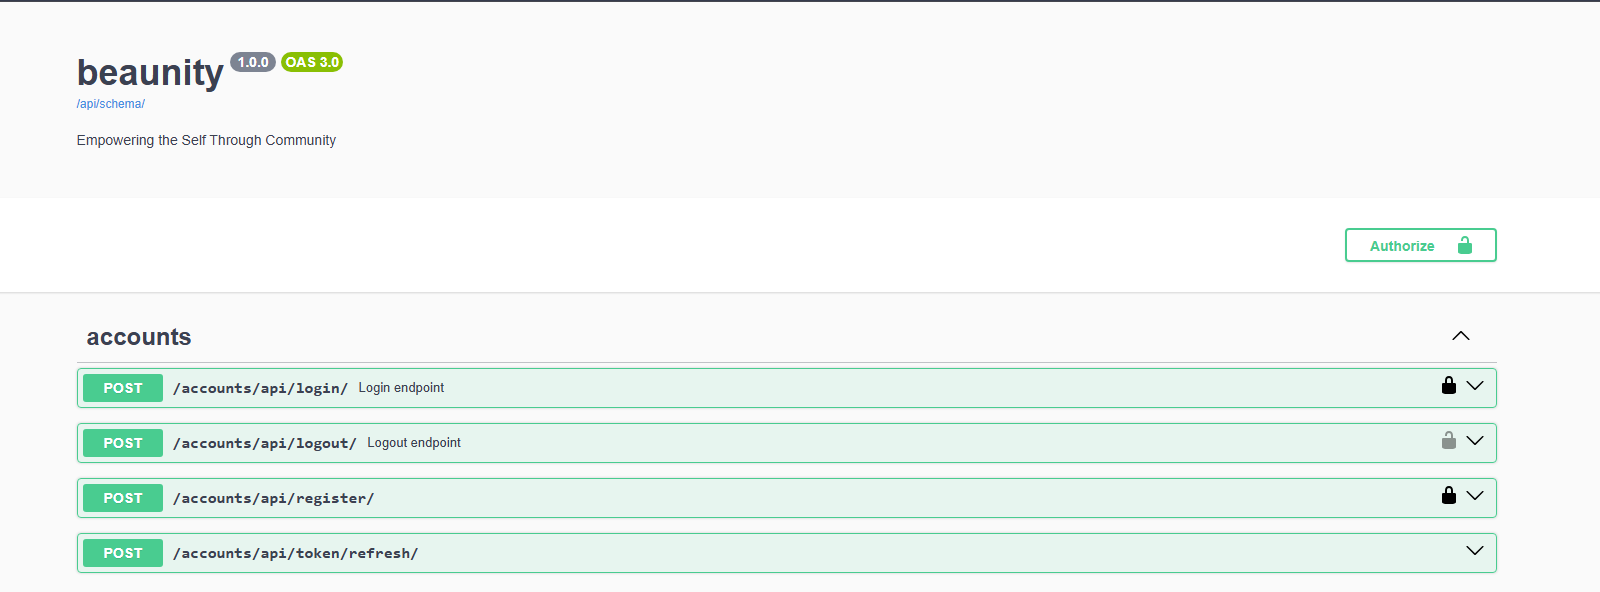 beaunity 1.0.0 OAS 3.0
/api/schema/
Empowering the Self Through Community
Authorize
accounts
POST /accounts/api/login/ Login endpoint
POST /accounts/api/logout/ Logout endpoint
POST /accounts/api/register/
POST /accounts/api/token/refresh/